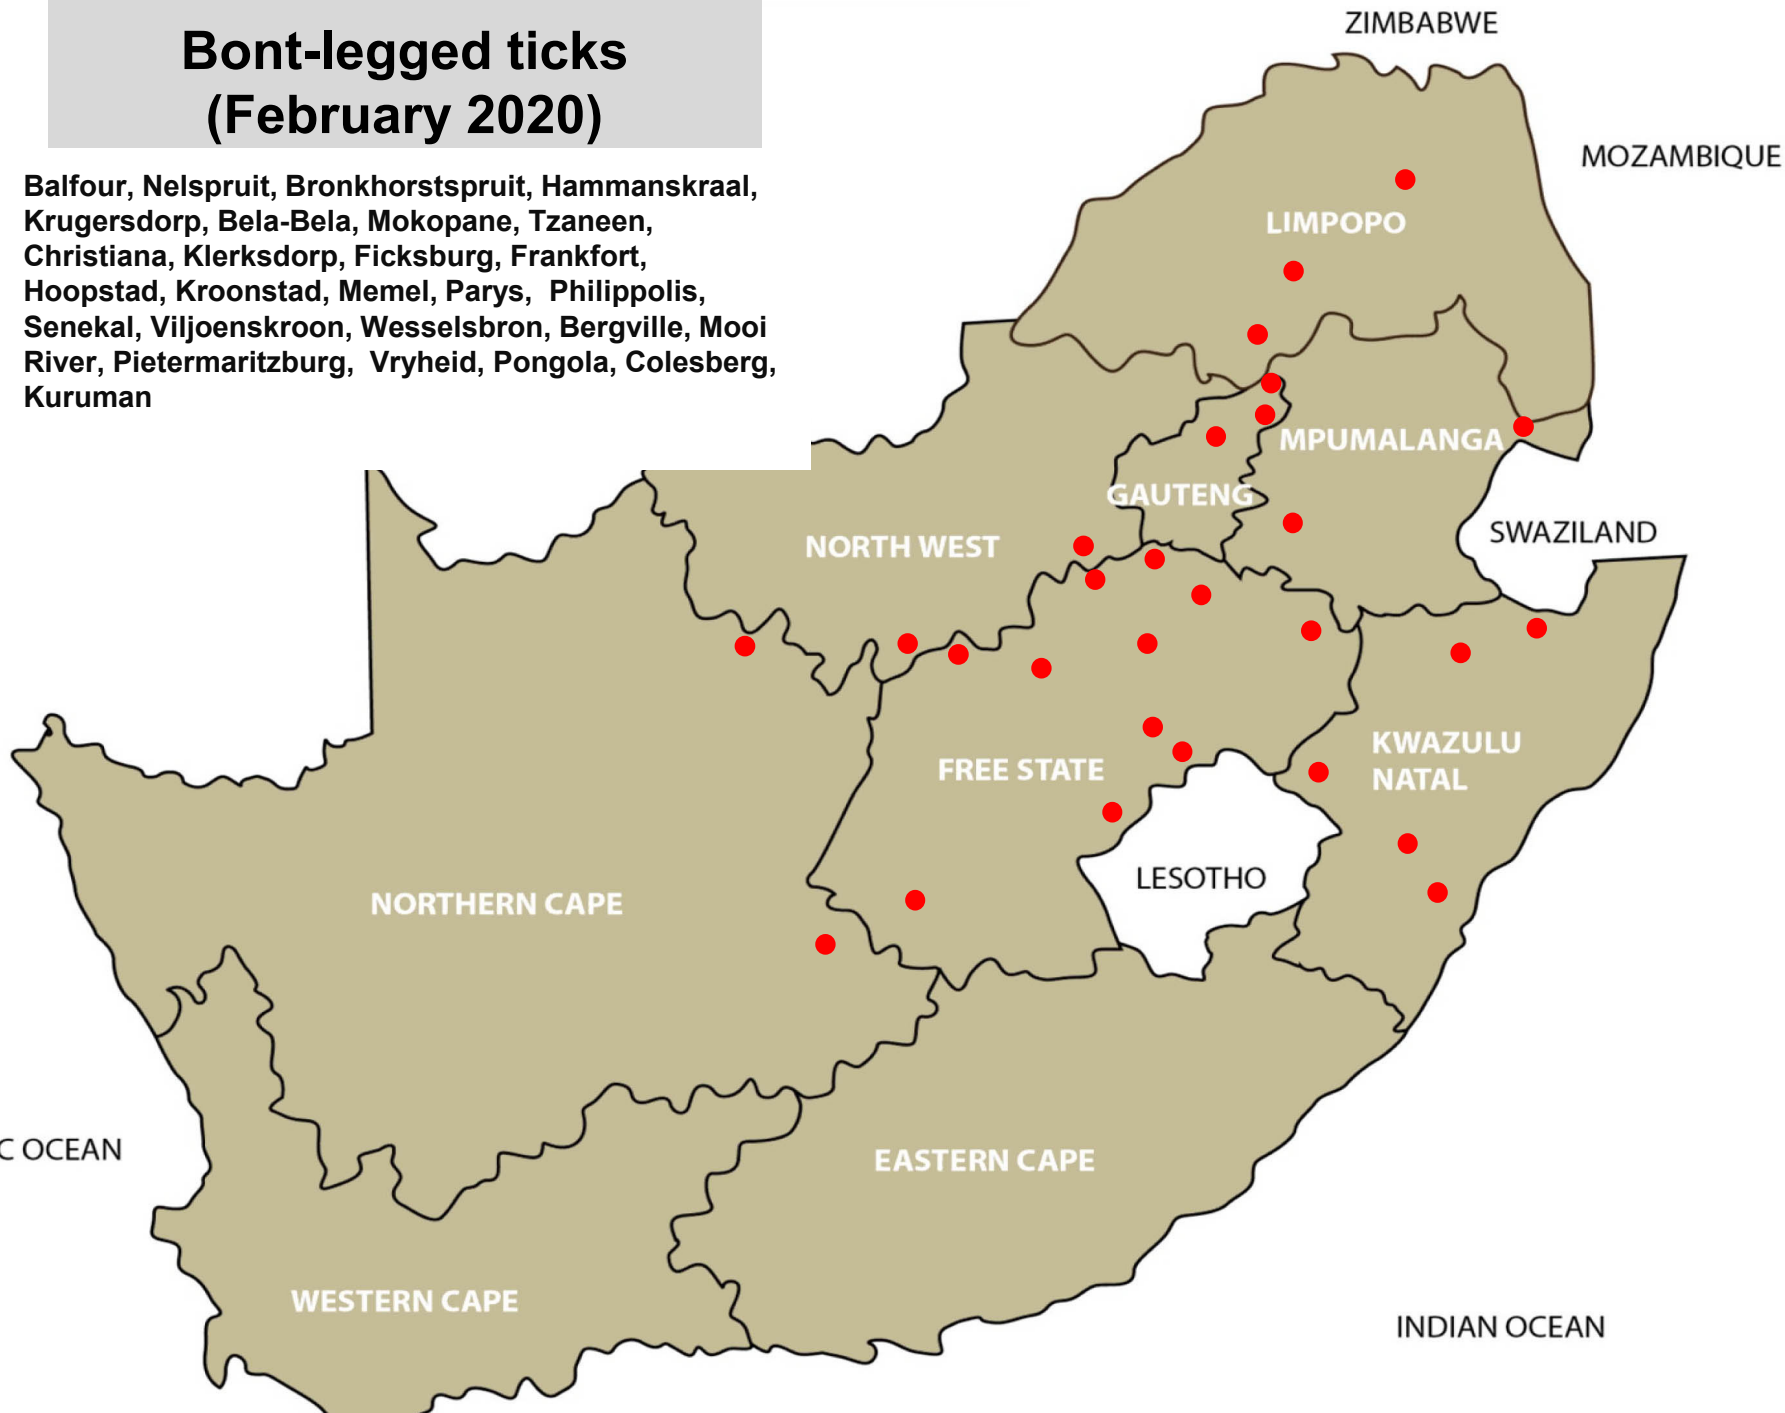 Bont-legged ticks
(February 2020)
Balfour, Nelspruit, Bronkhorstspruit, Hammanskraal,
Krugersdorp, Bela-Bela, Mokopane, Tzaneen,
Christiana, Klerksdorp, Ficksburg, Frankfort,
Hoopstad, Kroonstad, Memel, Parys, Philippolis,
Senekal, Viljoenskroon, Wesselsbron, Bergville, Mooi
River, Pietermaritzburg, Vryheid, Pongola, Colesberg,
Kuruman
ZIMBABWE
MOZAMBIQUE
LIMPOPO
MPUMALANGA
GAUTENG
SWAZILAND
NORTH WEST
KWAZULU
NATAL
FREE STATE
LESOTHO
NORTHERN CAPE
C OCEAN
EASTERN CAPE
WESTERN CAPE
INDIAN OCEAN